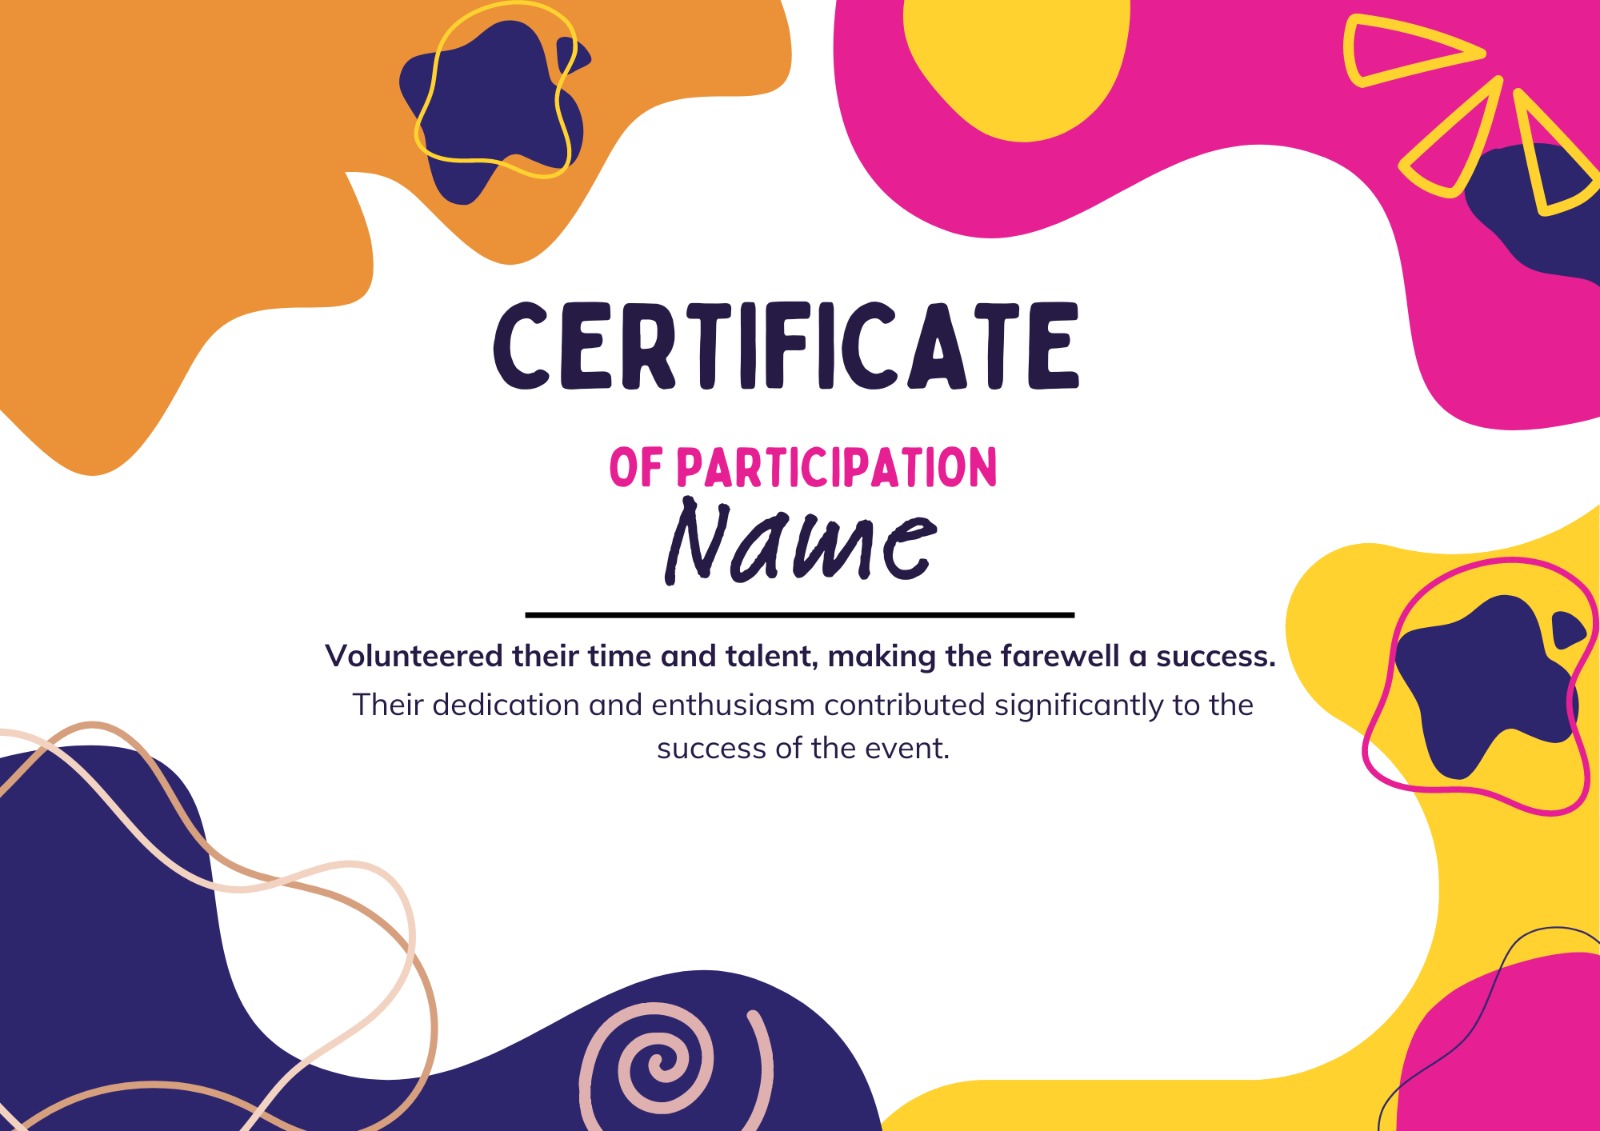 CERTIFICATE
OF PARTICIPATION
Name
Volunteered their time and talent, making the farewell a success.
Their dedication and enthusiasm contributed significantly to the
success of the event.